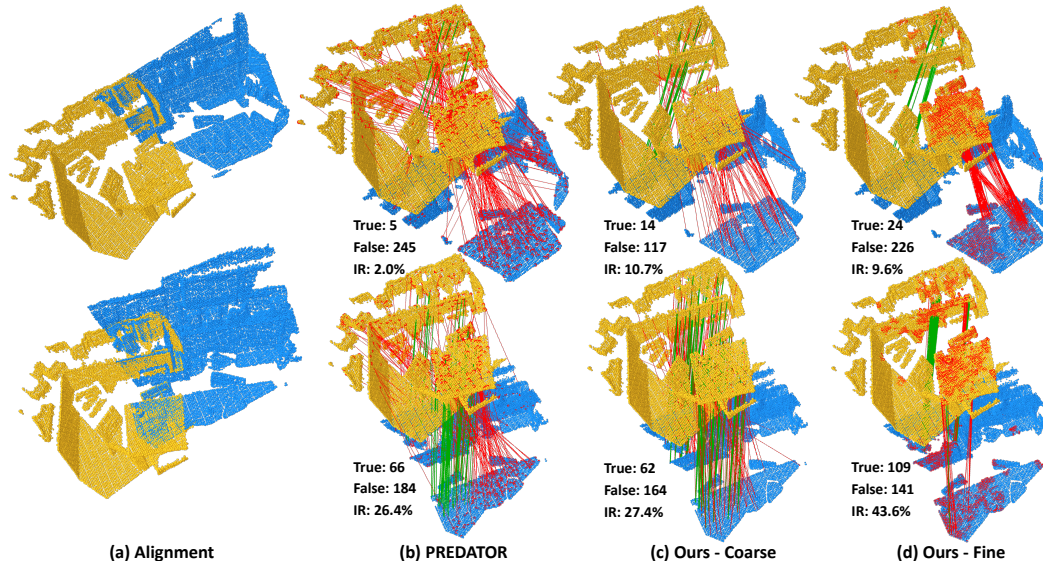 True: 5
False: 245
IR: 2.0%
True: 14
False: 117
IR: 10.7%
True: 24
False: 226
IR: 9.6%
True: 66
False: 184
IR: 26.4%
True: 62
False: 164
IR: 27.4%
True: 109
False: 141
IR: 43.6%
(a) Alignment
(b) PREDATOR
(c) Ours - Coarse
(d) Ours - Fine